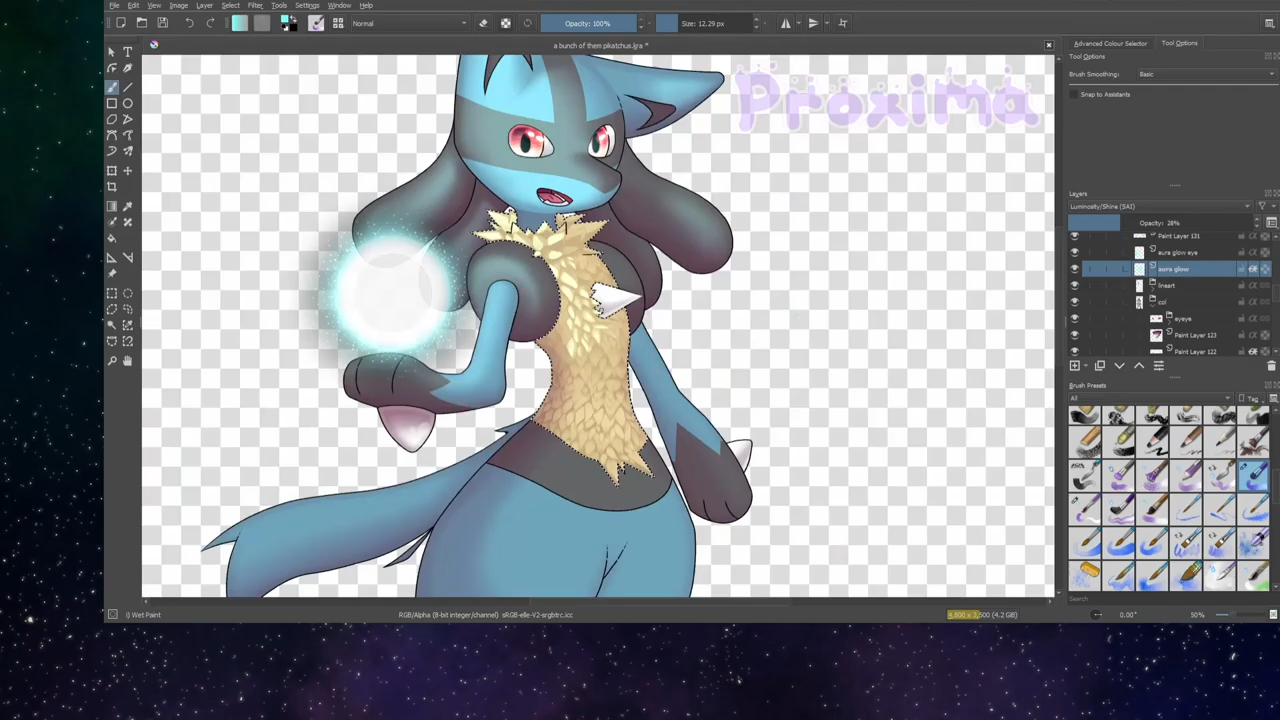 File Edit View Image Layer Select Filter Tools Settings Window Help
Normal
Opacity: 100%
Size: 12.29 px
a bunch of them pikatchus.kra *
Proxima
Advanced Colour Selector
Tool Options
Tool Options
Brush Smoothing:
Basic
Snap to Assistants
Layers
Luminosity/Shine (SAI)
Opacity: 28%
Paint Layer 131
aura glow eye
aura glow
lineart
col
eyeye
Paint Layer 123
Paint Layer 122
Brush Presets
All
Tag
Search
i) Wet Paint
RGB/Alpha (8-bit integer/channel) sRGB-elle-V2-srgbtrc.icc
(4.2 GiB)
0.00°
50%